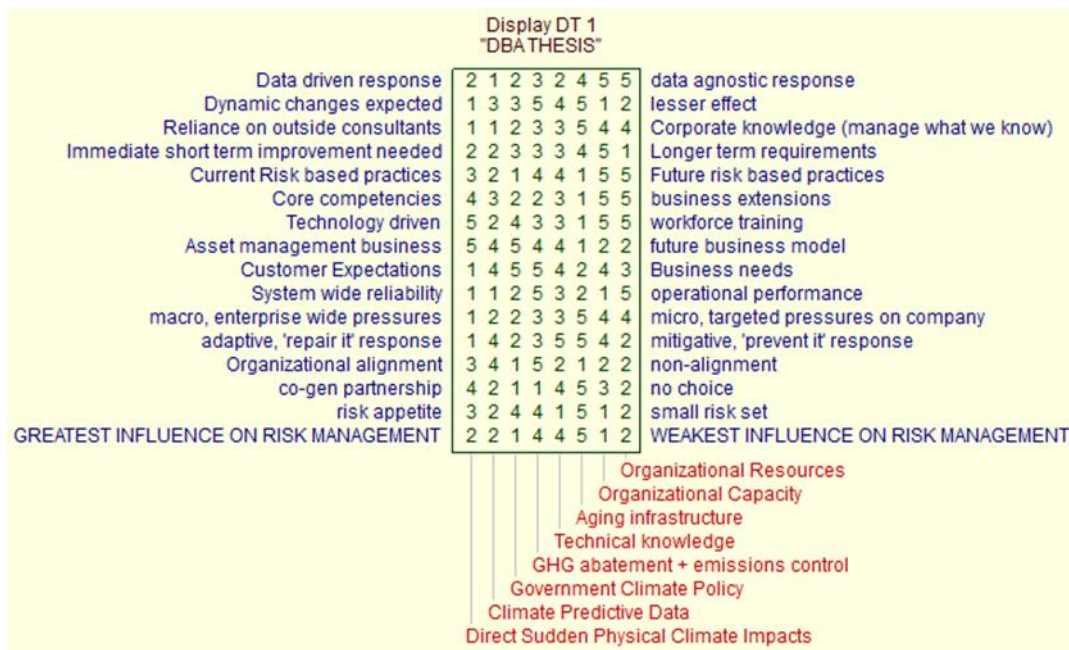 Display DT 1
"DBA THESIS"
Data driven response 2 1 2 3 2 4 5 5 data agnostic response
Dynamic changes expected 1 3 3 5 4 5 1 2 lesser effect
Reliance on outside consultants 1 1 2 3 3 5 4 4 Corporate knowledge (manage what we know)
Immediate short term improvement needed 2 2 3 3 3 4 5 1 Longer term requirements
Current Risk based practices 3 2 1 4 4 1 5 5 Future risk based practices
Core competencies 4 3 2 2 3 1 5 5 business extensions
Technology driven 5 2 4 3 3 1 5 5 workforce training
Asset management business 5 4 5 4 4 1 2 2 future business model
Customer Expectations 1 4 5 5 4 2 4 3 Business needs
System wide reliability 1 1 2 5 3 2 1 5 operational performance
macro, enterprise wide pressures 1 2 2 3 3 5 4 4 micro, targeted pressures on company
adaptive, 'repair it' response 1 4 2 3 5 5 4 2 mitigative, 'prevent it' response
Organizational alignment 3 4 1 5 2 1 2 2 non-alignment
co-gen partnership 4 2 1 1 4 5 3 2 no choice
risk appetite 3 2 4 4 1 5 1 2 small risk set
GREATEST INFLUENCE ON RISK MANAGEMENT 2 2 1 4 4 5 1 2 WEAKEST INFLUENCE ON RISK MANAGEMENT
Organizational Resources
Organizational Capacity
Aging infrastructure
Technical knowledge
GHG abatement + emissions control
Government Climate Policy
Climate Predictive Data
Direct Sudden Physical Climate Impacts